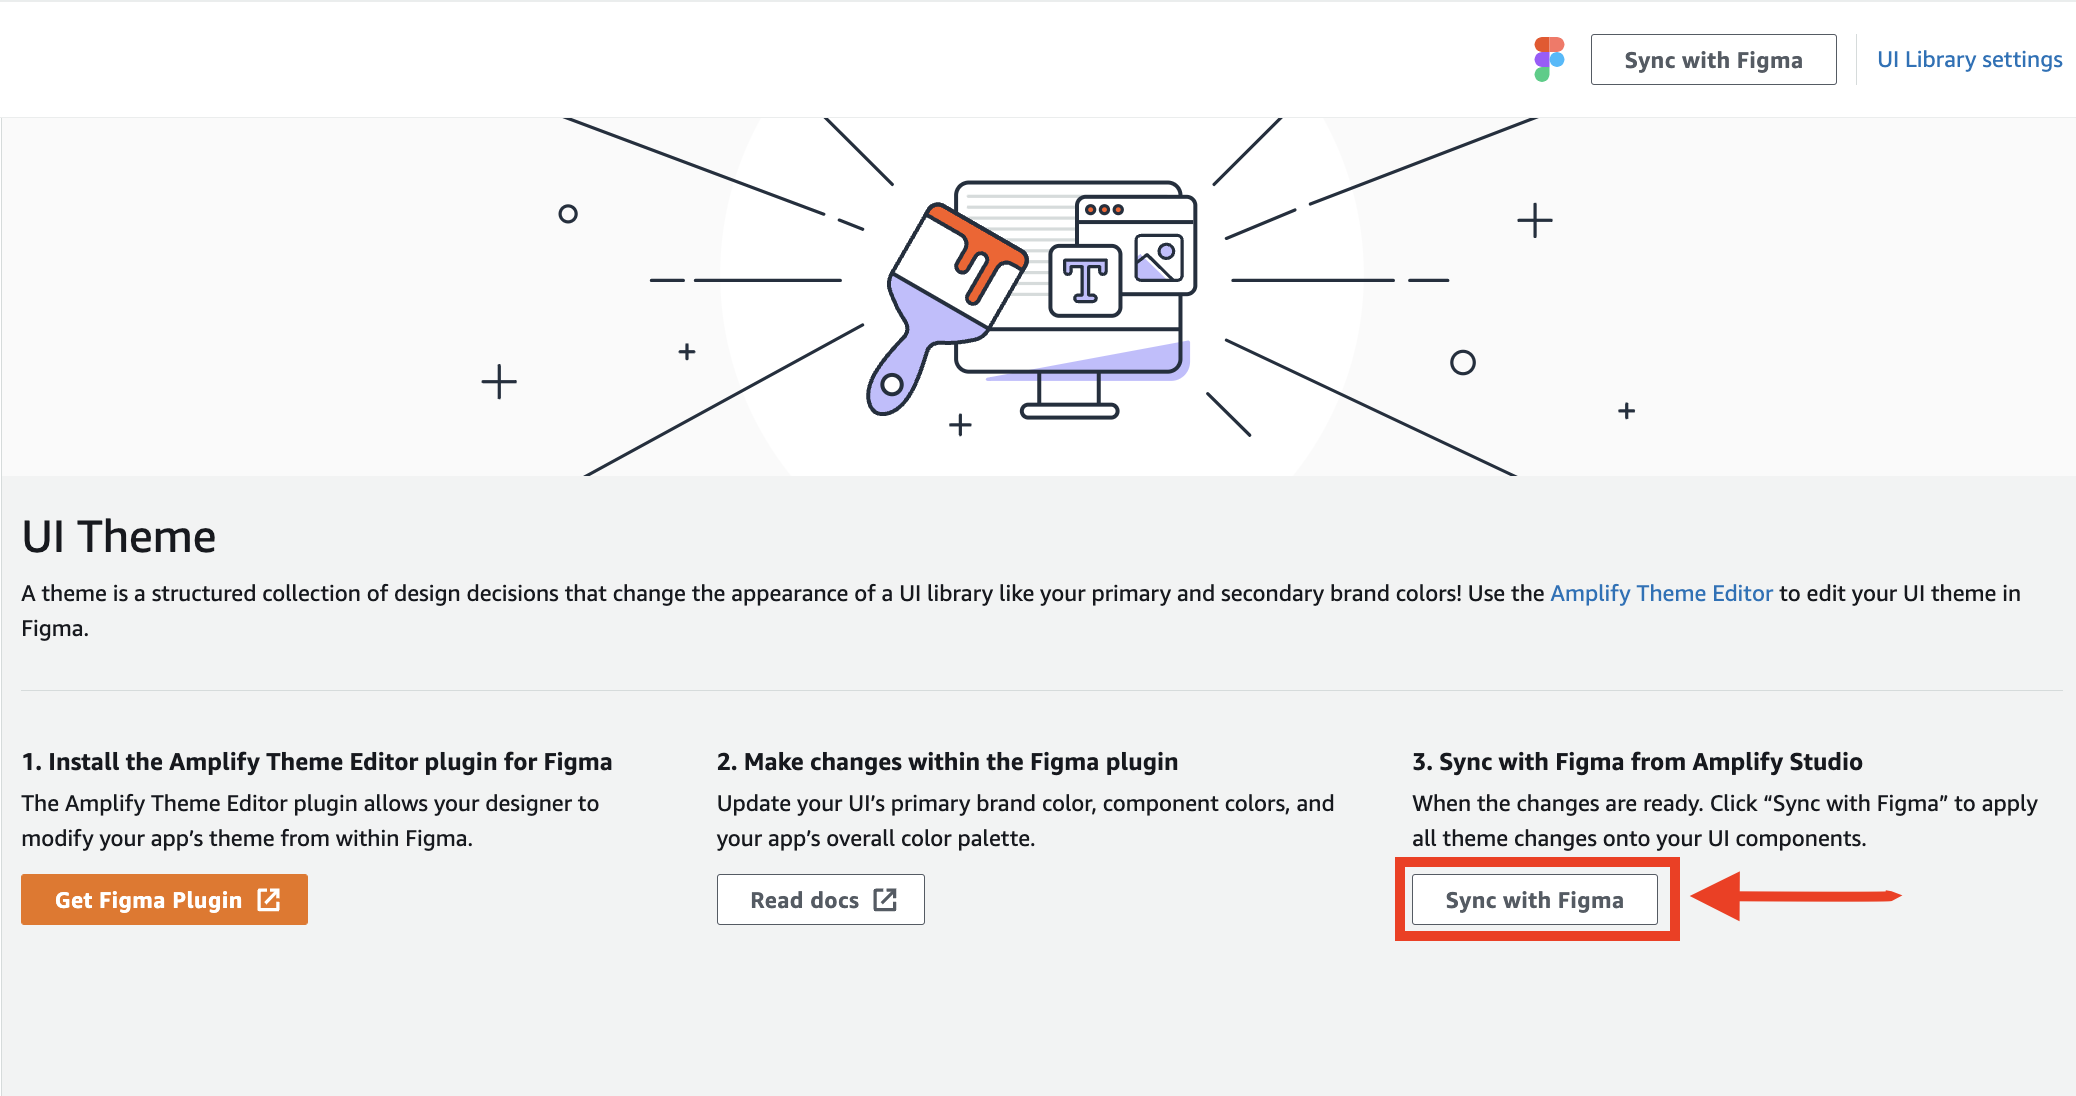 Sync with Figma
UI Library settings
T
UI Theme
A theme is a structured collection of design decisions that change the appearance of a UI library like your primary and secondary brand colors! Use the Amplify Theme Editor to edit your UI theme in
Figma.
1. Install the Amplify Theme Editor plugin for Figma
The Amplify Theme Editor plugin allows your designer to
modify your app’s theme from within Figma.
Get Figma Plugin
2. Make changes within the Figma plugin
Update your UI’s primary brand color, component colors, and
your app’s overall color palette.
Read docs
3. Sync with Figma from Amplify Studio
When the changes are ready. Click “Sync with Figma” to apply
all theme changes onto your UI components.
Sync with Figma